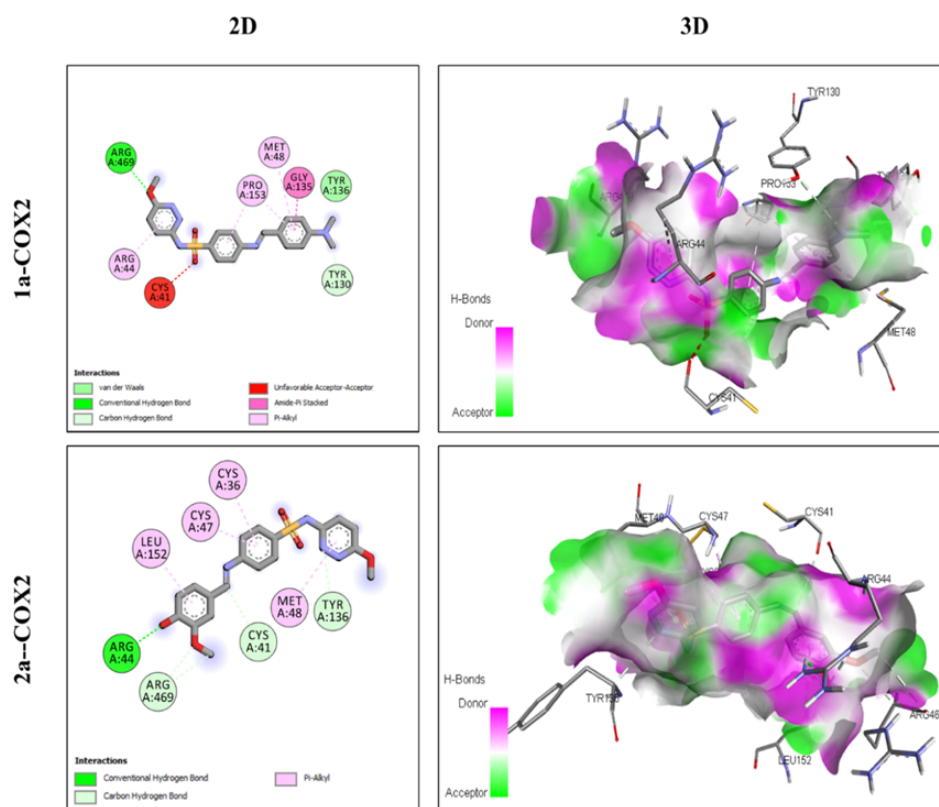 2D
3D
1a-COX2
ARG
A:469
MET
A:48
PRO
A:153
GLY
A:135
TYR
A:136
ARG
A:44
CYS
A:41
TYR
A:130
Interactions
van der Waals
Conventional Hydrogen Bond
Carbon Hydrogen Bond
Unfavorable Acceptor-Acceptor
Amide-Pi Stacked
Pi-Alkyl
TYR130
ARG44
MET48
CYS41
H-Bonds
Donor
Acceptor
2a--COX2
CYS
A:36
CYS
A:47
LEU
A:152
MET
A:48
TYR
A:136
CYS
A:41
ARG
A:44
ARG
A:469
Interactions
Conventional Hydrogen Bond
Carbon Hydrogen Bond
Pi-Alkyl
CYS47
CYS41
ARG44
LEU152
H-Bonds
Donor
Acceptor